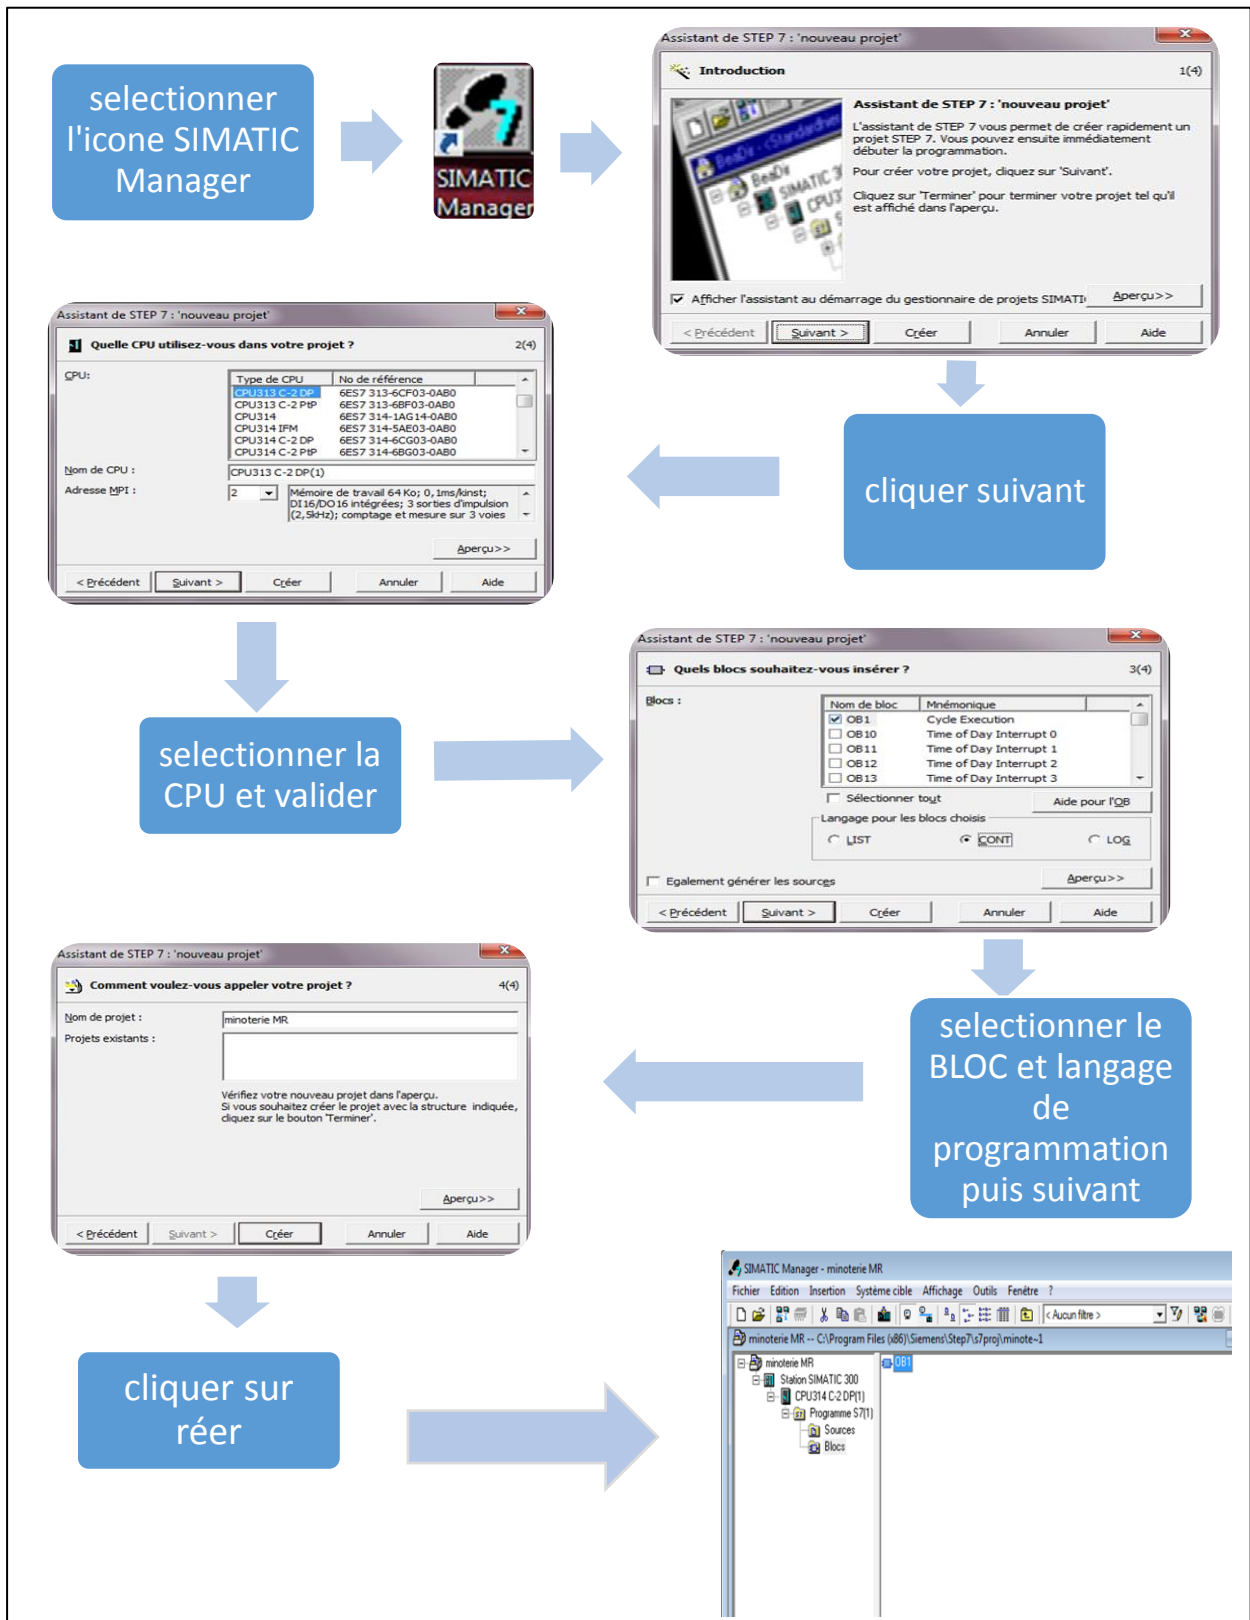 selectionner
l'icone SIMATIC
Manager
SIMATIC
Manager
Assistant de STEP 7 : 'nouveau projet'
Introduction
1(4)
Assistant de STEP 7 : 'nouveau projet'
L'assistant de STEP 7 vous permet de créer rapidement un
projet STEP 7. Vous pouvez ensuite immédiatement
débuter la programmation.
Pour créer votre projet, cliquez sur 'Suivant'.
Cliquez sur 'Terminer' pour terminer votre projet tel qu'il
est affiché dans l'aperçu.
Afficher l'assistant au démarrage du gestionnaire de projets SIMATI
Aperçu>>
< Précédent
Suivant >
Créer
Annuler
Aide
cliquer suivant
Assistant de STEP 7 : 'nouveau projet'
Quelle CPU utilisez-vous dans votre projet ?
2(4)
CPU:
Type de CPU No de référence
CPU313 C-2 DP 6ES7 313-6CF03-0AB0
CPU313 C-2 PtP 6ES7 313-6BF03-0AB0
CPU314 6ES7 314-1AG14-0AB0
CPU314 IFM 6ES7 314-5AE03-0AB0
CPU314 C-2 DP 6ES7 314-6CG03-0AB0
CPU314 C-2 PtP 6ES7 314-6BG03-0AB0
Nom de CPU :
CPU313 C-2 DP(1)
Adresse MPI :
2
Mémoire de travail 64 Ko; 0,1ms/kinst;
DI16/DO16 intégrées; 3 sorties d'impulsion
(2,5kHz); comptage et mesure sur 3 voies
Aperçu>>
< Précédent
Suivant >
Créer
Annuler
Aide
selectionner la
CPU et valider
Assistant de STEP 7 : 'nouveau projet'
Quels blocs souhaitez-vous insérer ?
3(4)
Blocs :
Nom de bloc Mnémonique
OB1 Cycle Execution
OB10 Time of Day Interrupt 0
OB11 Time of Day Interrupt 1
OB12 Time of Day Interrupt 2
OB13 Time of Day Interrupt 3
Sélectionner tout
Aide pour l'OB
Langage pour les blocs choisis
LIST
CONT
LOG
Egalement générer les sources
Aperçu>>
< Précédent
Suivant >
Créer
Annuler
Aide
selectionner le
BLOC et langage
de
programmation
puis suivant
Assistant de STEP 7 : 'nouveau projet'
Comment voulez-vous appeler votre projet ?
4(4)
Nom de projet :
minoterie MR
Projets existants :
Vérifiez votre nouveau projet dans l'aperçu.
Si vous souhaitez créer le projet avec la structure indiquée,
cliquez sur le bouton 'Terminer'.
Aperçu>>
< Précédent
Suivant >
Créer
Annuler
Aide
cliquer sur
réer
SIMATIC Manager - minoterie MR
Fichier Edition Insertion Système cible Affichage Outils Fenêtre ?
< Aucun filtre >
minoterie MR -- C:\Program Files (x86)\Siemens\Step7\s7proj\minote~1
minoterie MR
Station SIMATIC 300
CPU314 C-2 DP(1)
Programme S7(1)
Sources
Blocs
OB1